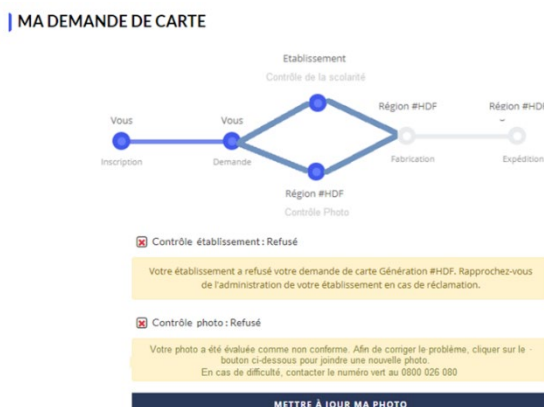 MA DEMANDE DE CARTE
Etablissement
Contrôle de la scolarité
Région #HDF
Région #HDF
Vous
Vous
Inscription
Demande
Fabrication
Expédition
Région #HDF
Contrôle Photo
Contrôle établissement : Refusé
Votre établissement a refusé votre demande de carte Génération #HDF. Rapprochez-vous
de l'administration de votre établissement en cas de réclamation.
Contrôle photo : Refusé
Votre photo a été évaluée comme non conforme. Afin de corriger le problème, cliquer sur le
bouton ci-dessous pour joindre une nouvelle photo.
En cas de difficulté, contacter le numéro vert au 0800 026 080
METTRE À JOUR MA PHOTO